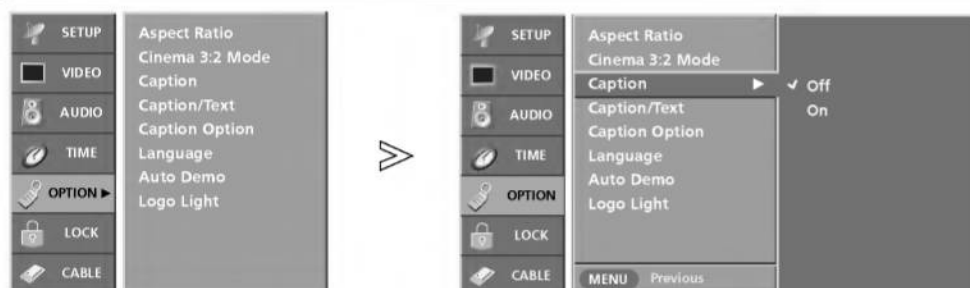 SETUP
VIDEO
AUDIO
TIME
OPTION
LOCK
CABLE
Aspect Ratio
Cinema 3:2 Mode
Caption
Caption/Text
Caption Option
Language
Auto Demo
Logo Light
SETUP
VIDEO
AUDIO
TIME
OPTION
LOCK
CABLE
Aspect Ratio
Cinema 3:2 Mode
Caption
Caption/Text
Caption Option
Language
Auto Demo
Logo Light
MENU Previous
Off
On